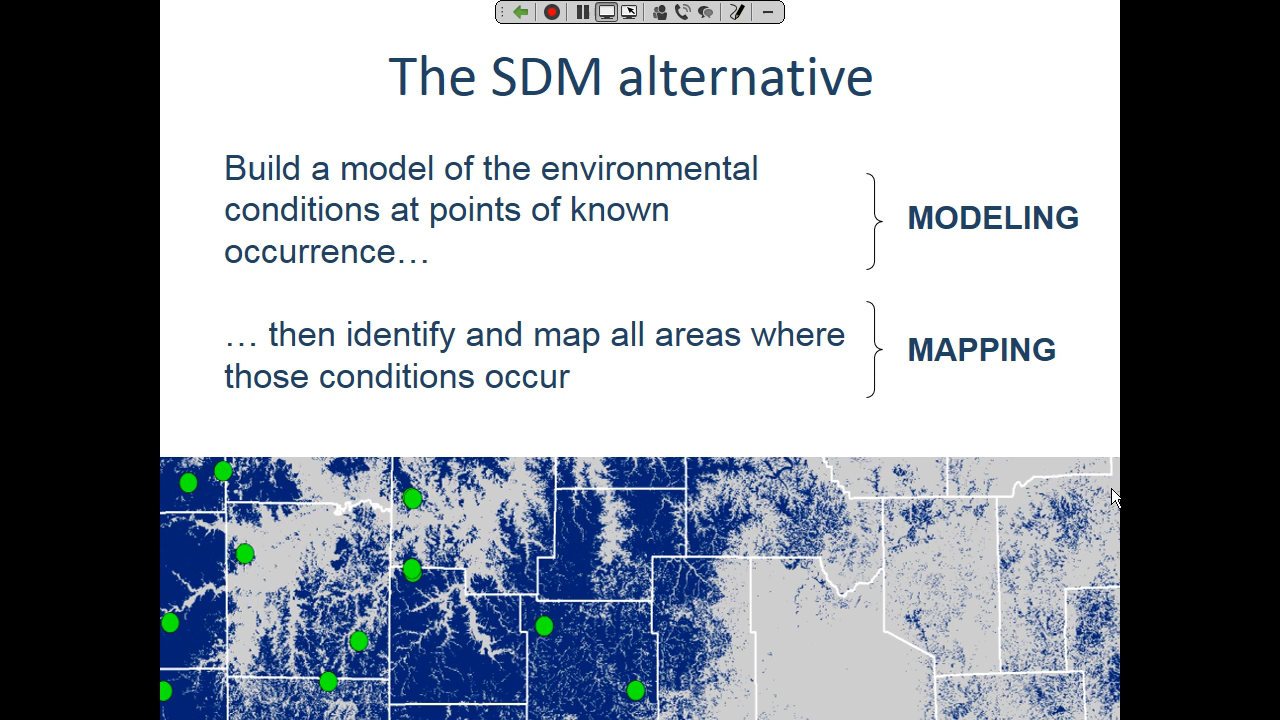 The SDM alternative
Build a model of the environmental
conditions at points of known
occurrence…
MODELING
… then identify and map all areas where
those conditions occur
MAPPING